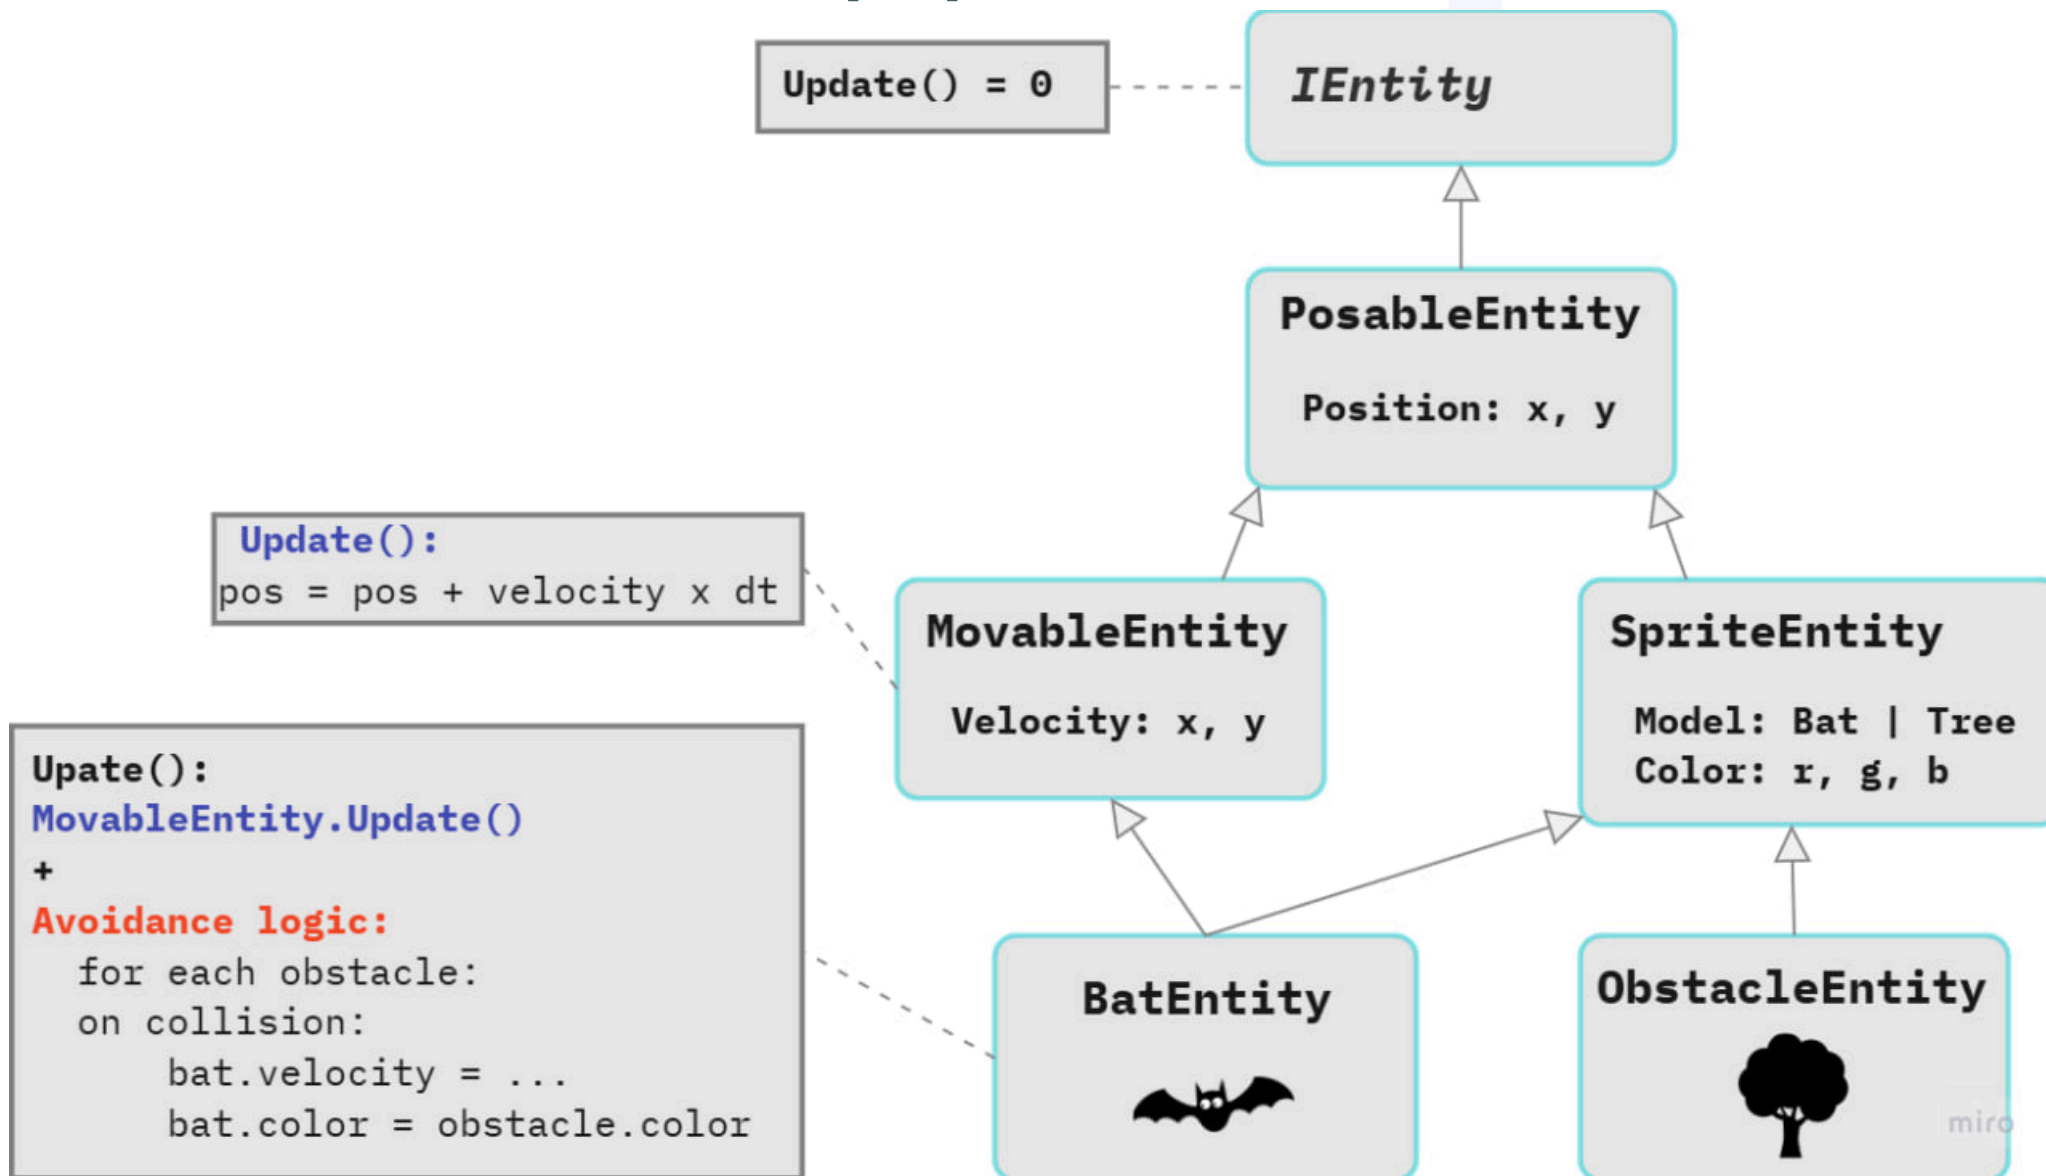 Update() = 0
IEntity
PosableEntity
Position: x, y
Update():
pos = pos + velocity x dt
MovableEntity
Velocity: x, y
SpriteEntity
Model: Bat | Tree
Color: r, g, b
Upate():
MovableEntity.Update()
+
Avoidance logic:
for each obstacle:
on collision:
bat.velocity = ...
bat.color = obstacle.color
BatEntity
ObstacleEntity
miro